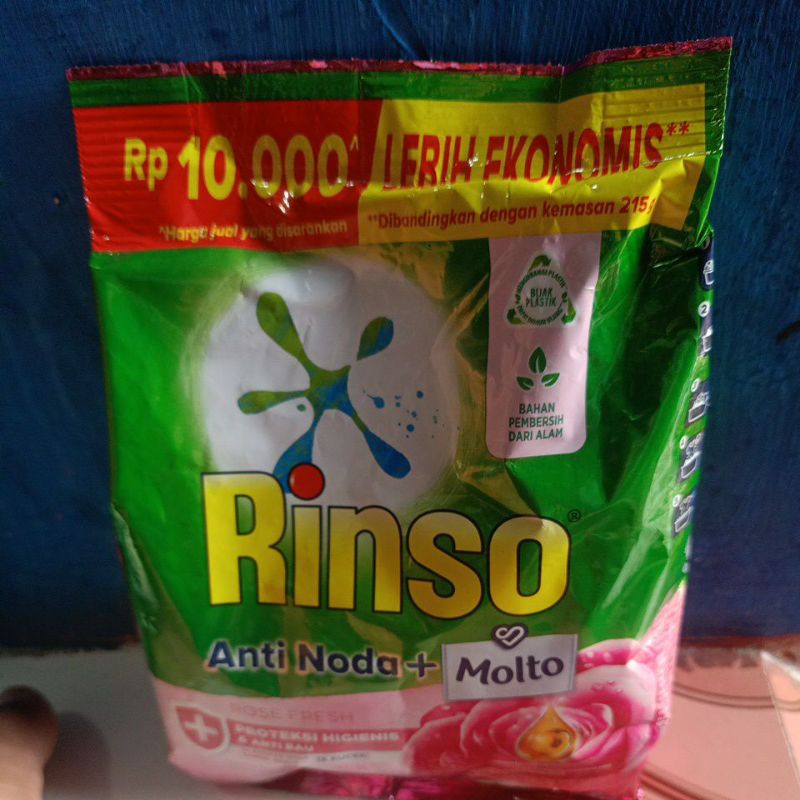 Rp 10.000^
LEBIH EKONOMIS**
^Harga jual yang disarankan
**Dibandingkan dengan kemasan 215g
BIJAK
PLASTIK
BAHAN
PEMBERSIH
DARI ALAM
Rinso®
Anti Noda + Molto
ROSE FRESH
PROTEKSI HIGIENIS
& ANTI BAU